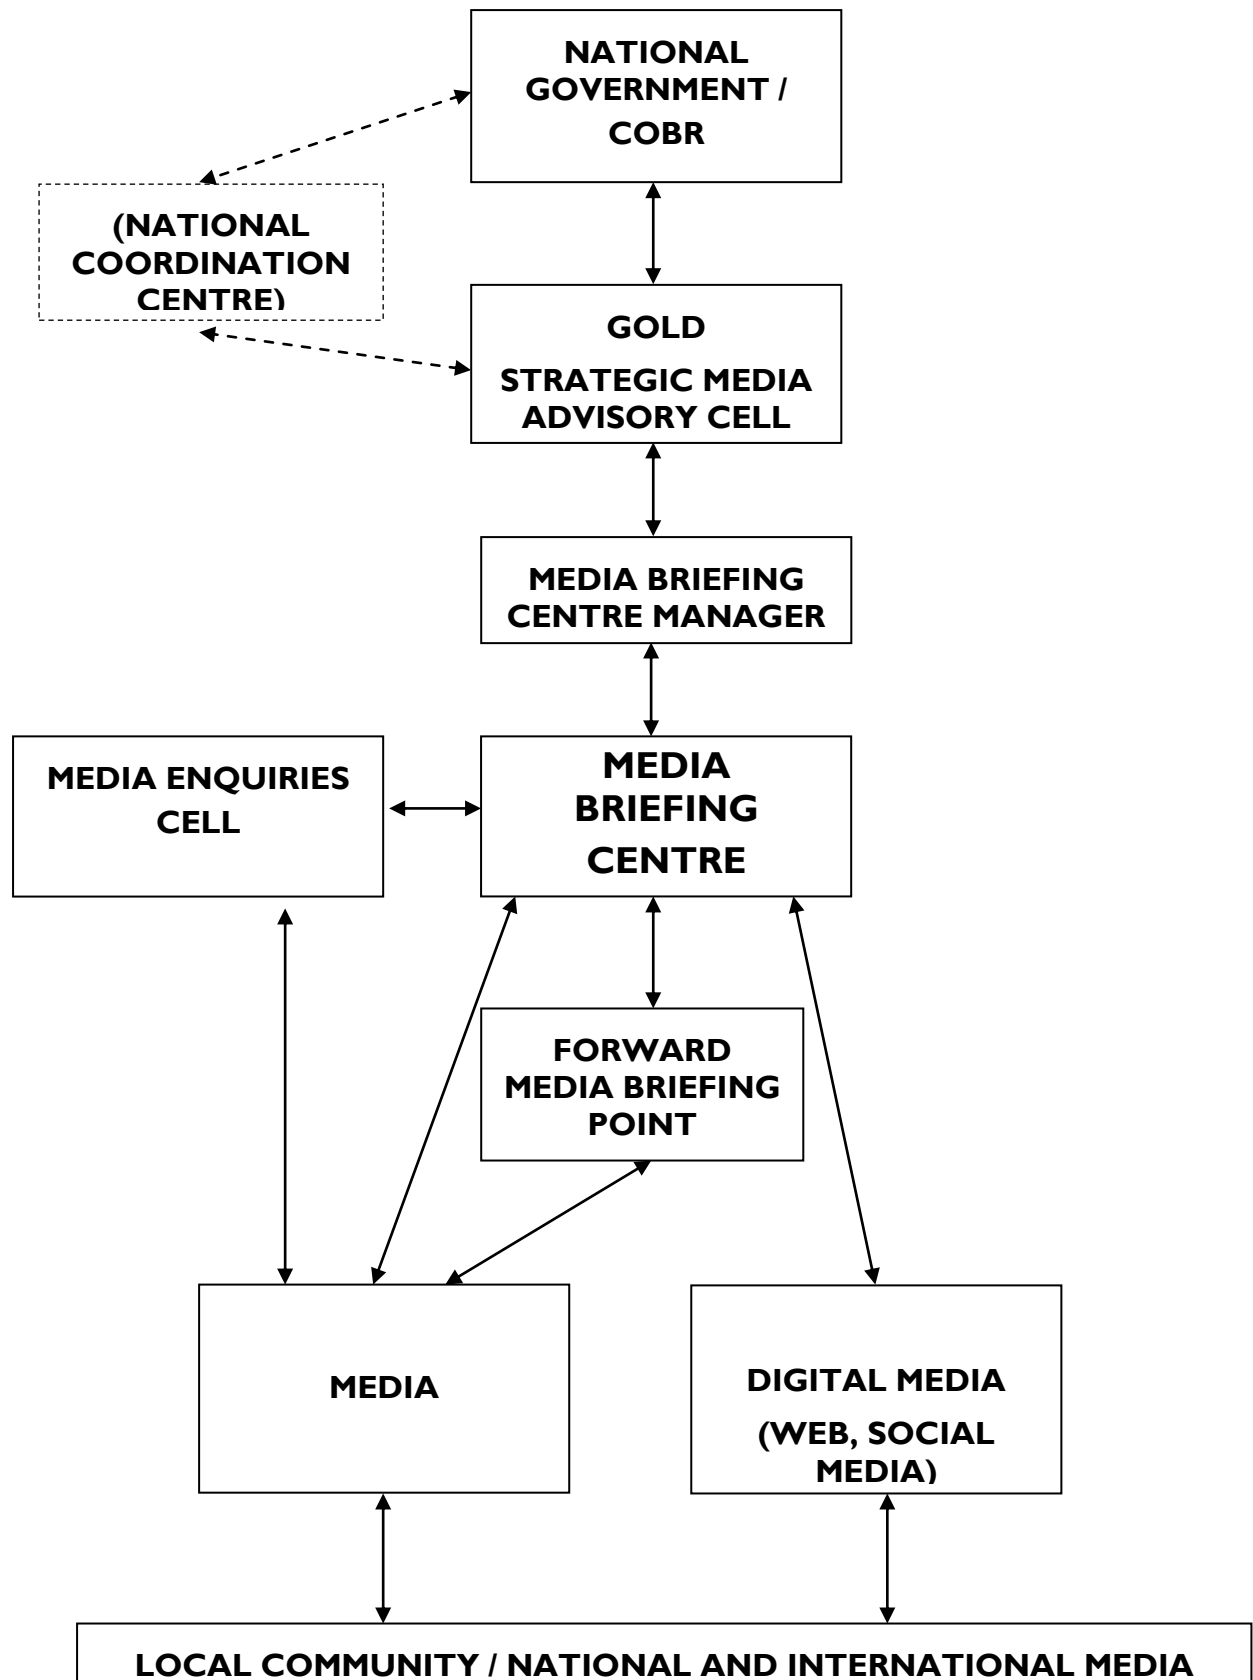 NATIONAL
GOVERNMENT /
COBR
(NATIONAL
COORDINATION
CENTRE)
GOLD
STRATEGIC MEDIA
ADVISORY CELL
MEDIA BRIEFING
CENTRE MANAGER
MEDIA ENQUIRIES
CELL
MEDIA
BRIEFING
CENTRE
FORWARD
MEDIA BRIEFING
POINT
MEDIA
DIGITAL MEDIA
(WEB, SOCIAL
MEDIA)
LOCAL COMMUNITY / NATIONAL AND INTERNATIONAL MEDIA